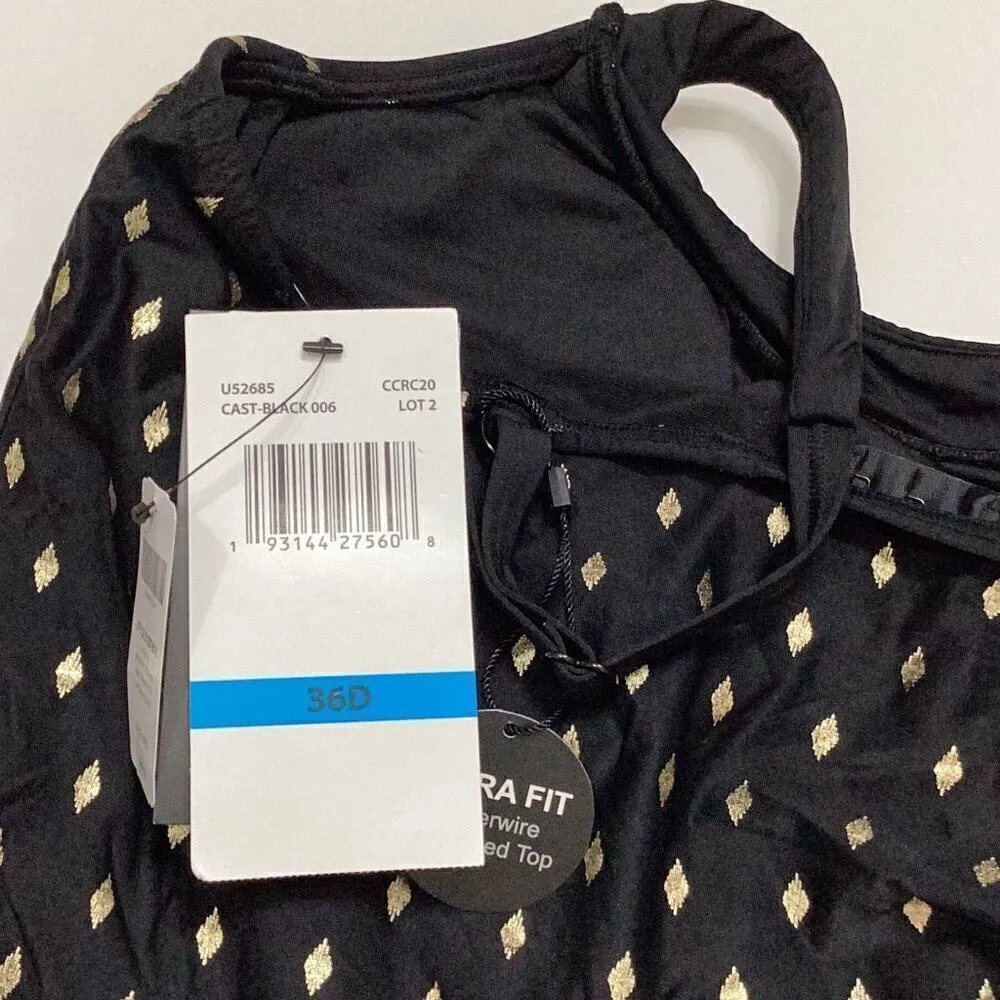 U52685 CCRC20
CAST-BLACK 006 LOT 2
1 93144 27560 8
36D
RA FIT
erwire
ed Top